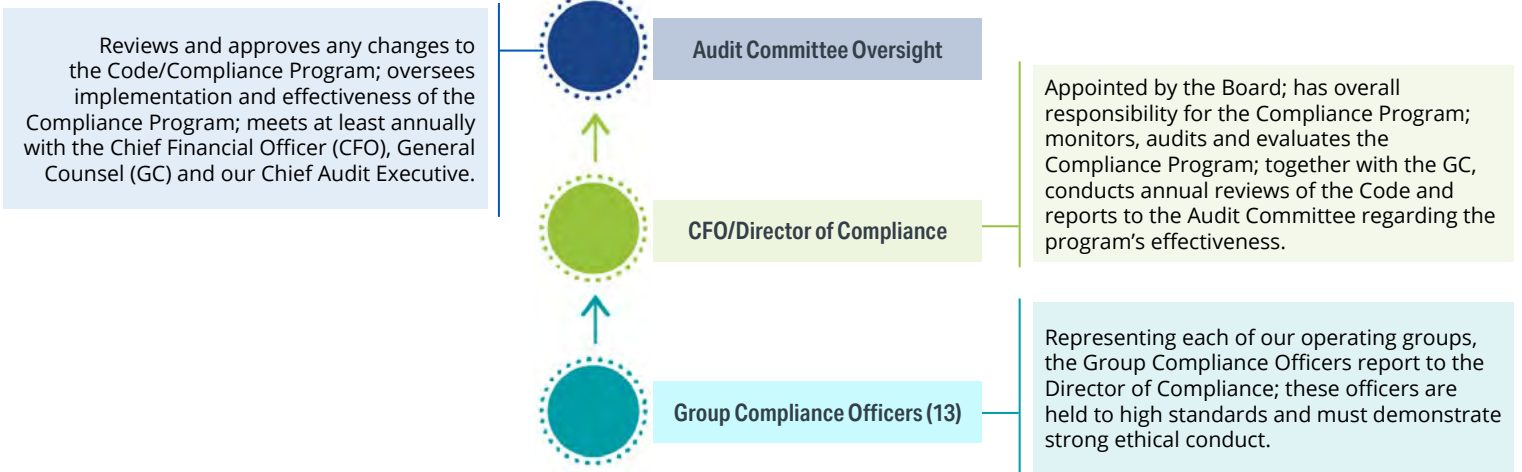 Reviews and approves any changes to
the Code/Compliance Program; oversees
implementation and effectiveness of the
Compliance Program; meets at least annually
with the Chief Financial Officer (CFO), General
Counsel (GC) and our Chief Audit Executive.
Audit Committee Oversight
CFO/Director of Compliance
Appointed by the Board; has overall
responsibility for the Compliance Program;
monitors, audits and evaluates the
Compliance Program; together with the GC,
conducts annual reviews of the Code and
reports to the Audit Committee regarding the
program’s effectiveness.
Group Compliance Officers (13)
Representing each of our operating groups,
the Group Compliance Officers report to the
Director of Compliance; these officers are
held to high standards and must demonstrate
strong ethical conduct.